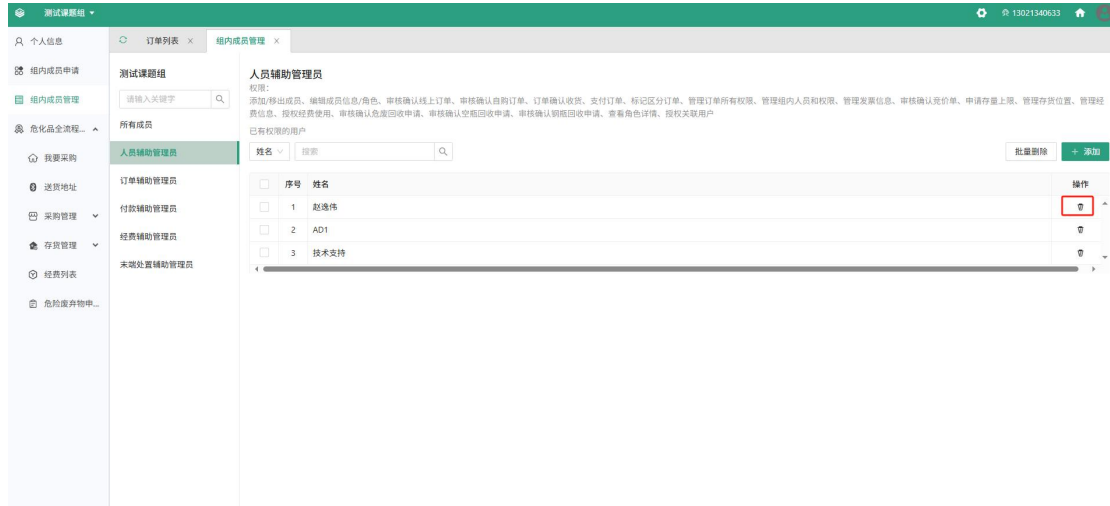 测试课题组
13021340633
个人信息
组内成员申请
组内成员管理
危化品全流程...
我要采购
送货地址
采购管理
存货管理
经费列表
危险废弃物申...
订单列表 ×
组内成员管理 ×
测试课题组
请输入关键字
所有成员
人员辅助管理员
订单辅助管理员
付款辅助管理员
经费辅助管理员
末端处置辅助管理员
人员辅助管理员
权限：
添加/移出成员、编辑成员信息/角色、审核确认线上订单、审核确认自购订单、订单确认收货、支付订单、标记区分订单、管理订单所有权限、管理组内人员和权限、管理发票信息、审核确认竞价单、申请存量上限、管理存货位置、管理经
费信息、授权经费使用、审核确认危废回收申请、审核确认空瓶回收申请、审核确认钢瓶回收申请、查看角色详情、授权关联用户
已有权限的用户
姓名 搜索
批量删除 + 添加
序号 姓名 操作
1 赵逸伟
2 AD1
3 技术支持